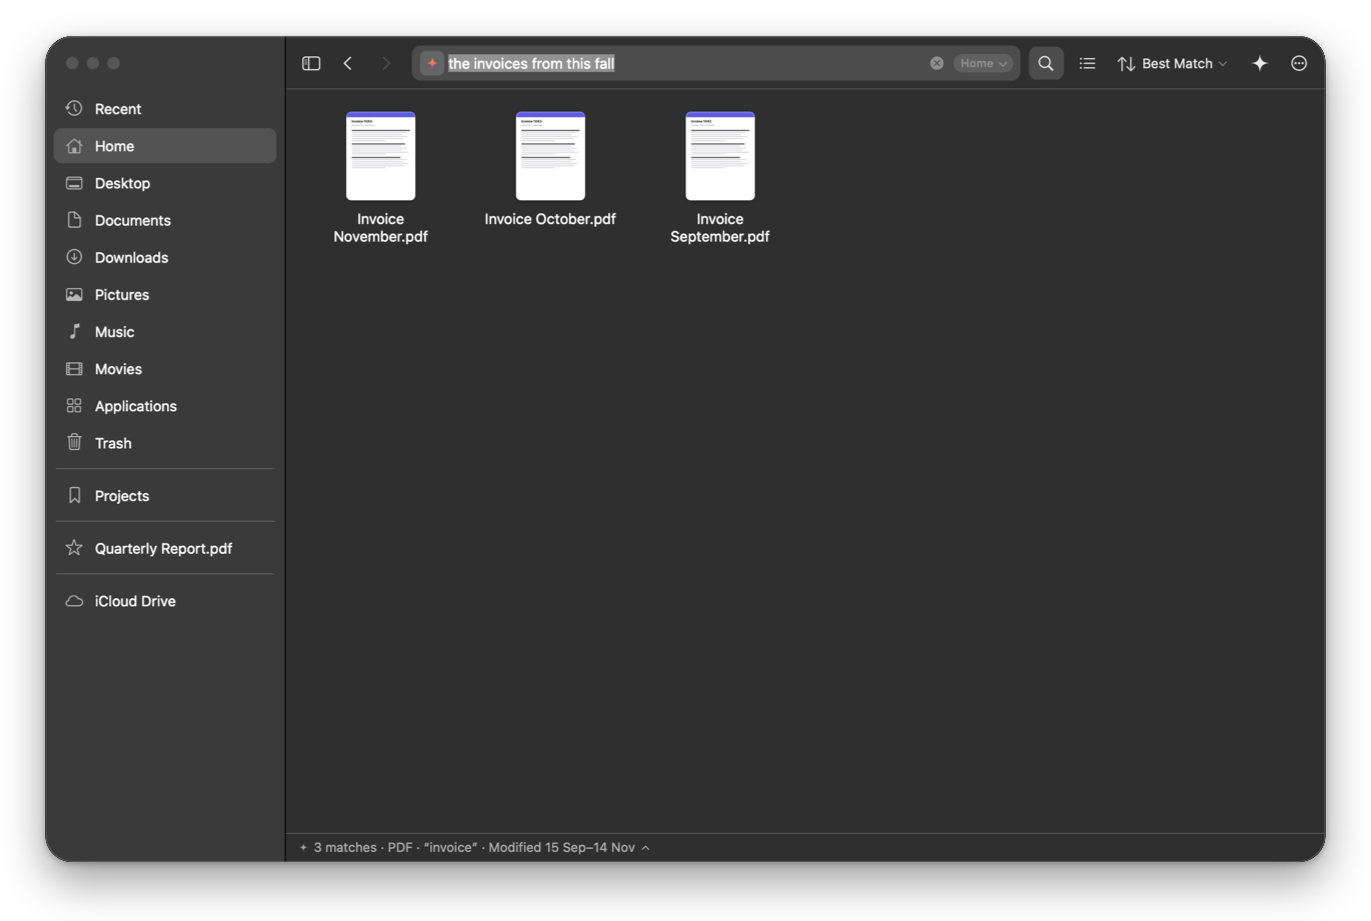 the invoices from this fall
Home
Best Match
Recent
Home
Desktop
Documents
Downloads
Pictures
Music
Movies
Applications
Trash
Projects
Quarterly Report.pdf
iCloud Drive
Invoice
November.pdf
Invoice October.pdf
Invoice
September.pdf
3 matches · PDF · “invoice” · Modified 15 Sep–14 Nov